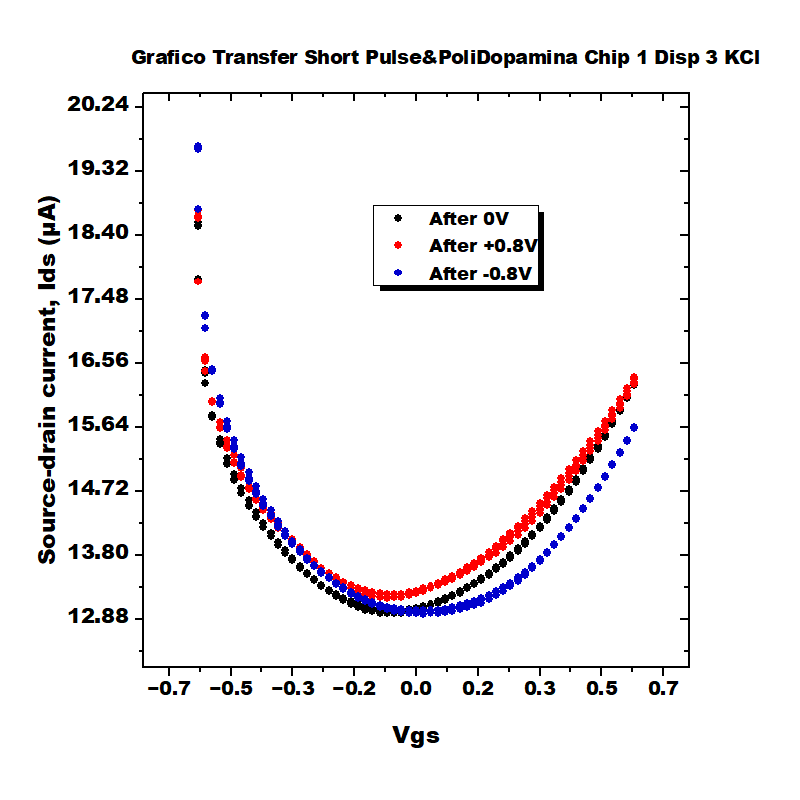 Grafico Transfer Short Pulse&PoliDopamina Chip 1 Disp 3 KCl
20.24
19.32
18.40
17.48
16.56
15.64
14.72
13.80
12.88
Source-drain current, Ids (µA)
After 0V
After +0.8V
After -0.8V
−0.7 −0.5 −0.3 −0.2 0.0 0.2 0.3 0.5 0.7
Vgs